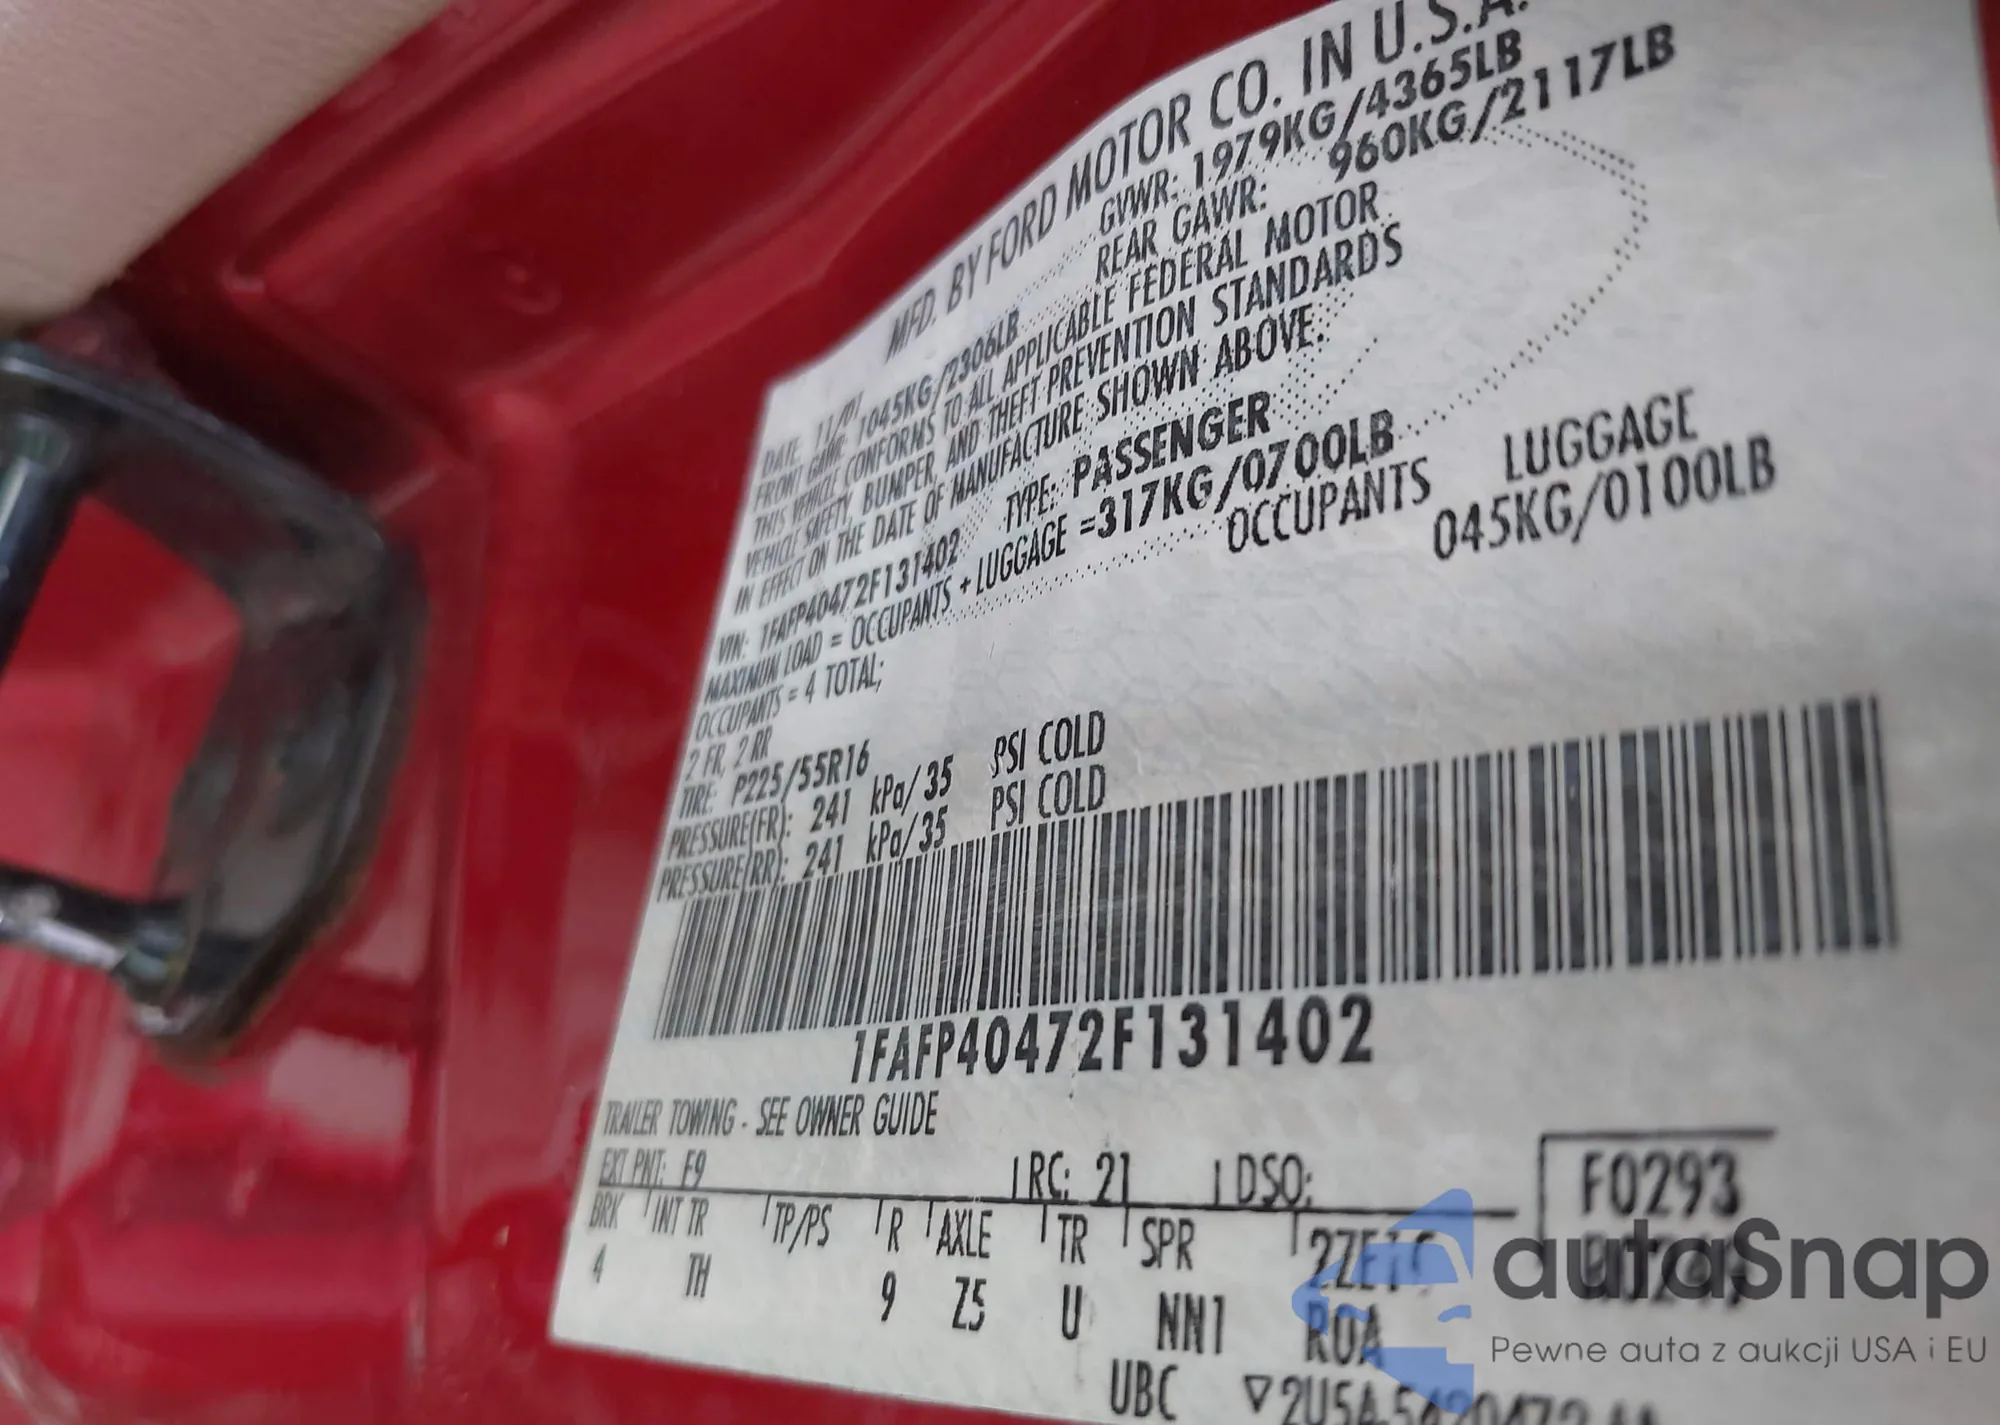 MFD. BY FORD MOTOR CO. IN U.S.A.
DATE: 11/01 GVWR: 1979KG/4365LB
FRONT GAWR: 1045KG/2306LB REAR GAWR: 960KG/2117LB
THIS VEHICLE CONFORMS TO ALL APPLICABLE FEDERAL MOTOR
VEHICLE SAFETY, BUMPER, AND THEFT PREVENTION STANDARDS
IN EFFECT ON THE DATE OF MANUFACTURE SHOWN ABOVE.
VIN: 1FAFP40472F131402 TYPE: PASSENGER
MAXIMUM LOAD = OCCUPANTS + LUGGAGE =317KG/0700LB
OCCUPANTS = 4 TOTAL; OCCUPANTS LUGGAGE
2 FR, 2 RR 045KG/0100LB
TIRE: P225/55R16
PRESSURE(FR): 241 kPa/35 PSI COLD
PRESSURE(RR): 241 kPa/35 PSI COLD
1FAFP40472F131402
TRAILER TOWING - SEE OWNER GUIDE
EXT PNT: F9 RC: 21 DSO: F0293
BRK INT TR TP/PS R AXLE TR SPR
4 TH 9 Z5 U NN1 ROA
UBC ▽2U5A
autaSnap
Pewne auta z aukcji USA i EU